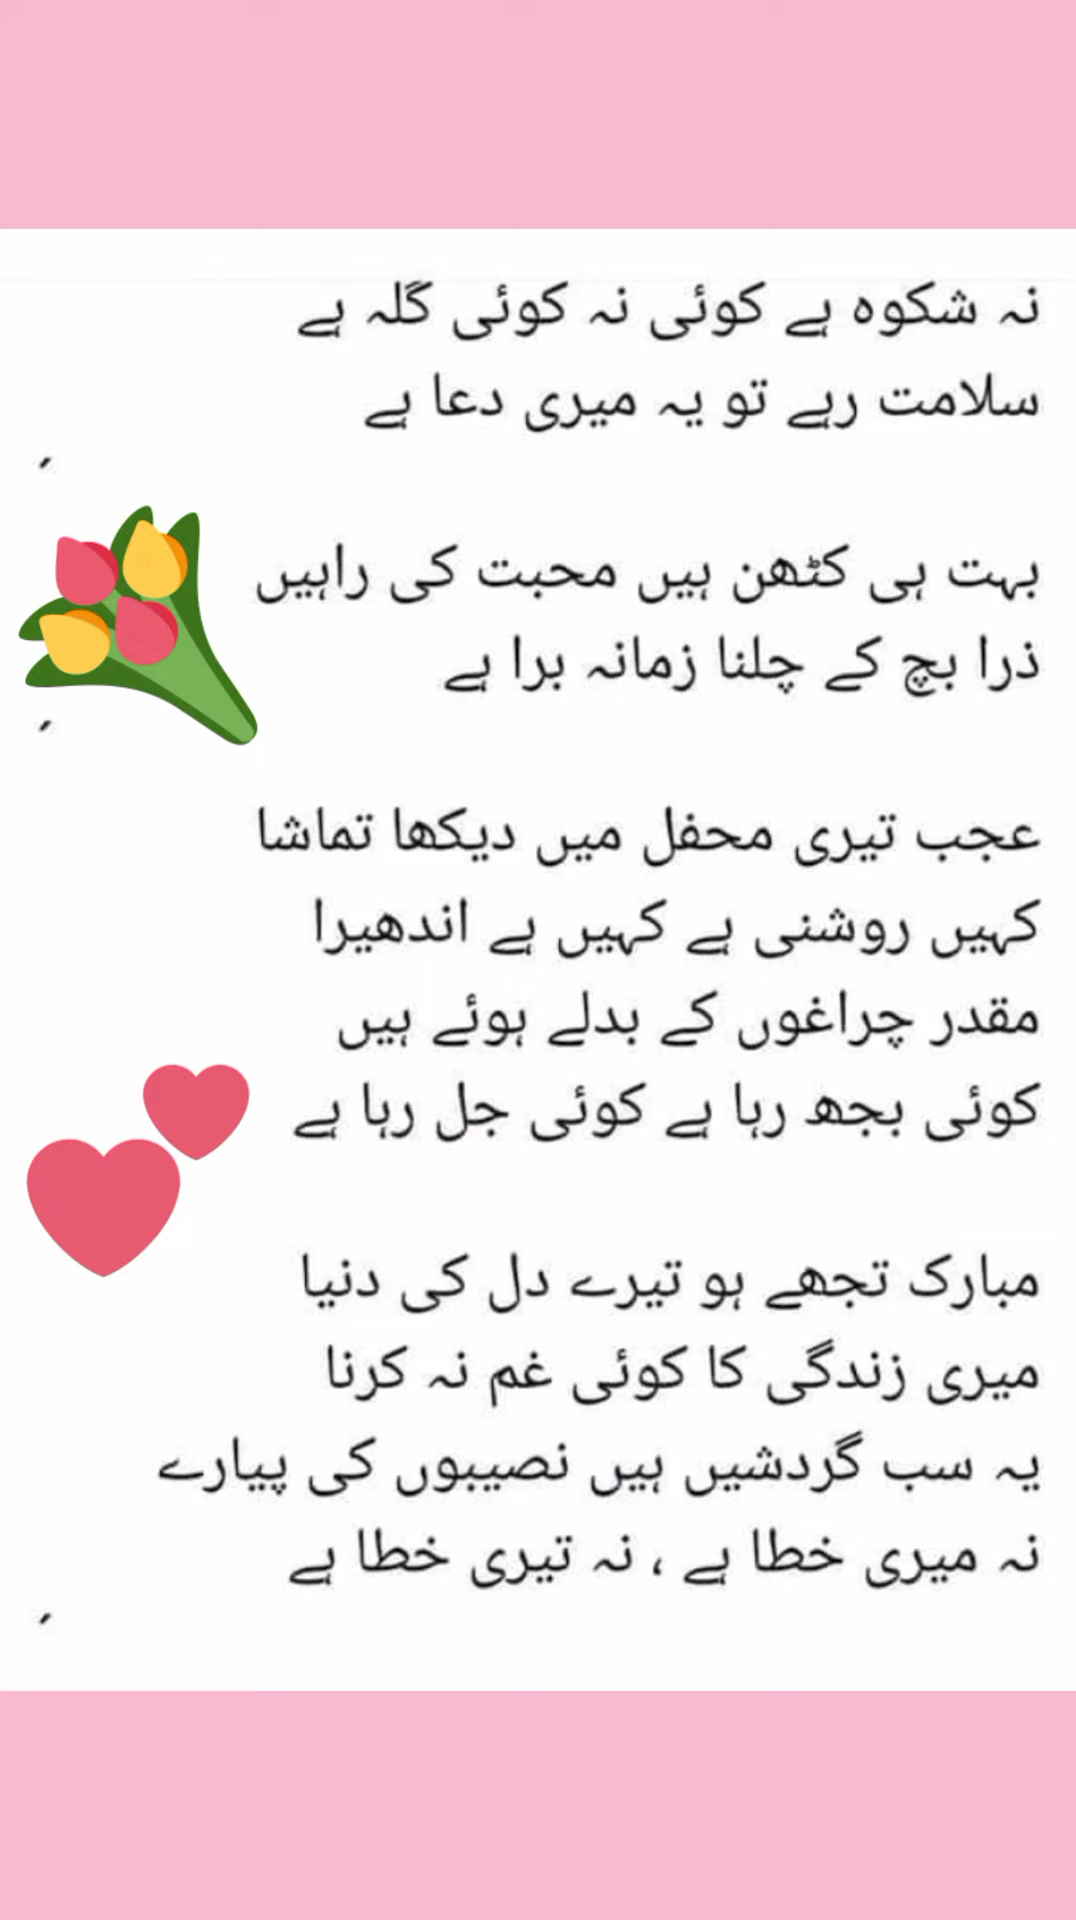 نہ شکوہ ہے کوئی نہ کوئی گلہ ہے
سلامت رہے تو یہ میری دعا ہے
بہت ہی کٹھن ہیں محبت کی راہیں
ذرا بچ کے چلنا زمانہ برا ہے
عجب تیری محفل میں دیکھا تماشا
کہیں روشنی ہے کہیں ہے اندھیرا
مقدر چراغوں کے بدلے ہوئے ہیں
کوئی بجھ رہا ہے کوئی جل رہا ہے
مبارک تجھے ہو تیرے دل کی دنیا
میری زندگی کا کوئی غم نہ کرنا
یہ سب گردشیں ہیں نصیبوں کی پیارے
نہ میری خطا ہے ، نہ تیری خطا ہے